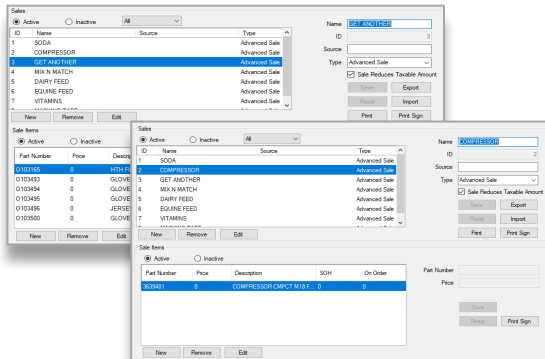 Sales
Active Inactive All
ID Name Source Type
1 SODA Advanced Sale
2 COMPRESSOR Advanced Sale
3 GET ANOTHER Advanced Sale
4 MIX N MATCH Advanced Sale
5 DAIRY FEED Advanced Sale
6 EQUINE FEED Advanced Sale
7 VITAMINS Advanced Sale
New Remove Edit
Name GET ANOTHER
ID 3
Source
Type Advanced Sale
Sale Reduces Taxable Amount
Save Export
Reset Import
Print Print Sign
Sale Items
Active Inactive
Part Number Price
O103165 0 HTH
O103493 0 GLOVE
O103494 0 GLOVE
O103495 0 GLOVE
O103496 0 JERSE
O103500 0 GLOVE
New Remove Edit
Sales
Active Inactive All
ID Name Source Type
1 SODA Advanced Sale
2 COMPRESSOR Advanced Sale
3 GET ANOTHER Advanced Sale
4 MIX N MATCH Advanced Sale
5 DAIRY FEED Advanced Sale
6 EQUINE FEED Advanced Sale
7 VITAMINS Advanced Sale
New Remove Edit
Name COMPRESSOR
ID 2
Source
Type Advanced Sale
Sale Reduces Taxable Amount
Save Export
Reset Import
Print Print Sign
Sale Items
Active Inactive
Part Number Price Description SOH On Order
3639481 0 COMPRESSOR CMPCT M18 F... 0 0
New Remove Edit
Part Number
Price
Save
Reset Print Sign